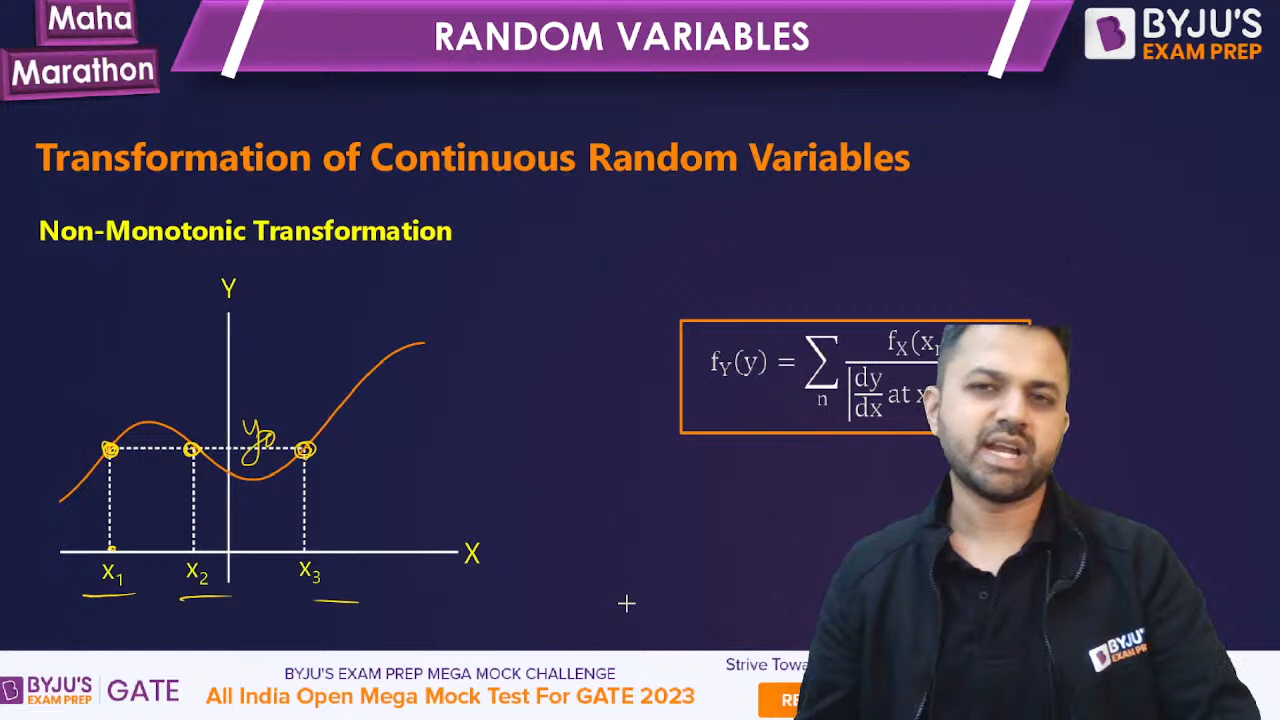 Maha
Marathon
RANDOM VARIABLES
BYJU'S
EXAM PREP
Transformation of Continuous Random Variables
Non-Monotonic Transformation
Y
y₀
X
x₁ x₂ x₃
f_Y(y) = ∑ n f_X(x
|dy/dx at x
BYJU'S
EXAM PREP
BYJU'S
EXAM PREP
GATE
BYJU'S EXAM PREP MEGA MOCK CHALLENGE
All India Open Mega Mock Test For GATE 2023
Strive